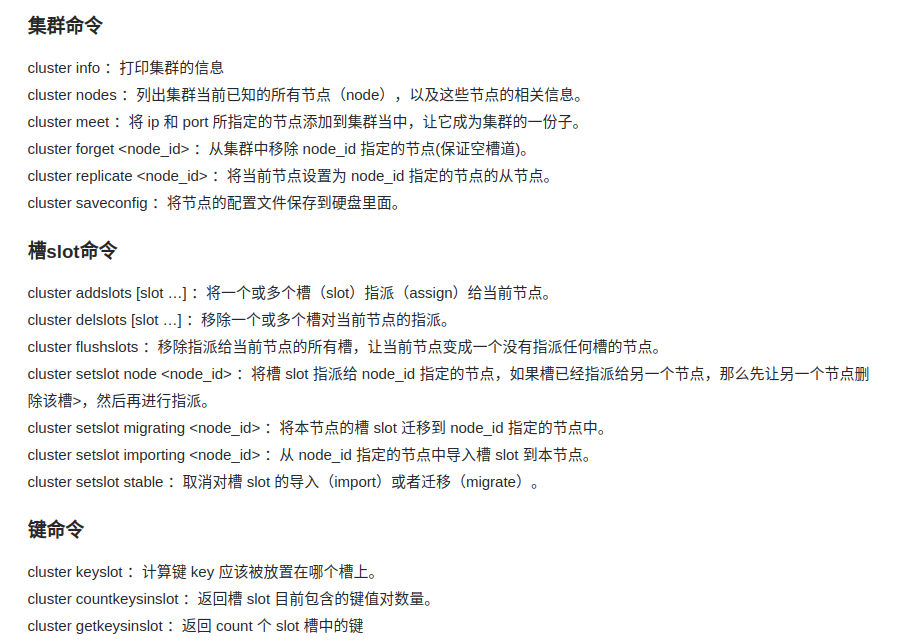 集群命令
cluster info ：打印集群的信息
cluster nodes ：列出集群当前已知的所有节点（node），以及这些节点的相关信息。
cluster meet ：将 ip 和 port 所指定的节点添加到集群当中，让它成为集群的一份子。
cluster forget <node_id> ：从集群中移除 node_id 指定的节点(保证空槽道)。
cluster replicate <node_id> ：将当前节点设置为 node_id 指定的节点的从节点。
cluster saveconfig ：将节点的配置文件保存到硬盘里面。
槽slot命令
cluster addslots [slot …] ：将一个或多个槽（slot）指派（assign）给当前节点。
cluster delslots [slot …] ：移除一个或多个槽对当前节点的指派。
cluster flushslots ：移除指派给当前节点的所有槽，让当前节点变成一个没有指派任何槽的节点。
cluster setslot node <node_id> ：将槽 slot 指派给 node_id 指定的节点，如果槽已经指派给另一个节点，那么先让另一个节点删
除该槽>，然后再进行指派。
cluster setslot migrating <node_id> ：将本节点的槽 slot 迁移到 node_id 指定的节点中。
cluster setslot importing <node_id> ：从 node_id 指定的节点中导入槽 slot 到本节点。
cluster setslot stable ：取消对槽 slot 的导入（import）或者迁移（migrate）。
键命令
cluster keyslot ：计算键 key 应该被放置在哪个槽上。
cluster countkeysinslot ：返回槽 slot 目前包含的键值对数量。
cluster getkeysinslot ：返回 count 个 slot 槽中的键